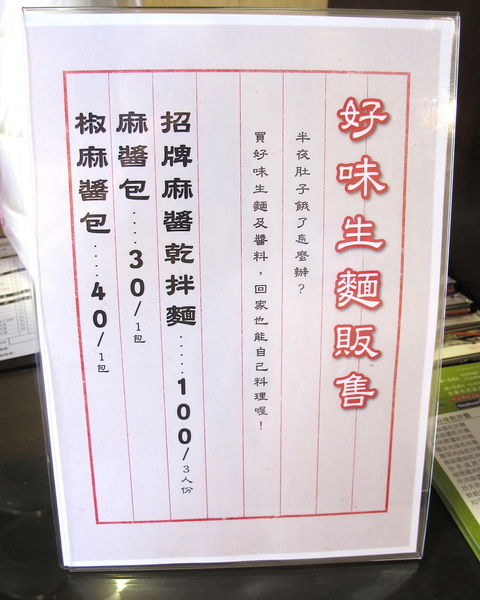 好味生麵販售
半夜肚子餓了怎麼辦？
買好味生麵及醬料，回家也能自己料理喔！
招牌麻醬乾拌麵.....100/3人份
麻醬包....30/1包
椒麻醬包....40/1包